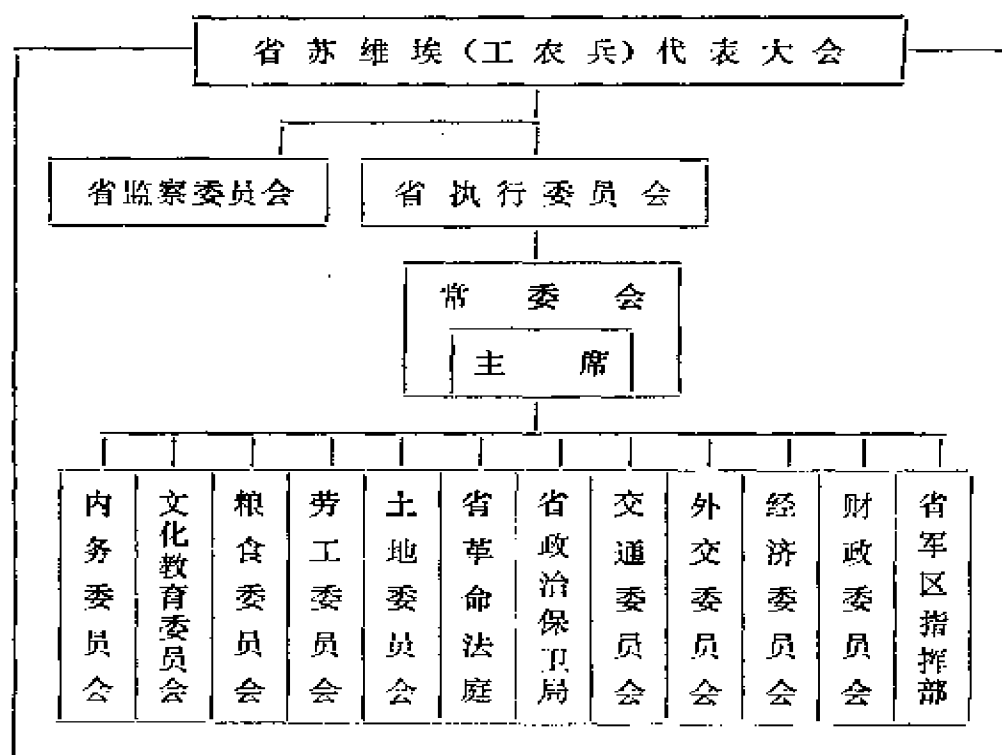 省苏维埃（工农兵）代表大会
省监察委员会
省执行委员会
常委会
主席
内务委员会
文化教育委员会
粮食委员会
劳工委员会
土地委员会
省革命法庭
省政治保卫局
交通委员会
外交委员会
经济委员会
财政委员会
省军区指挥部